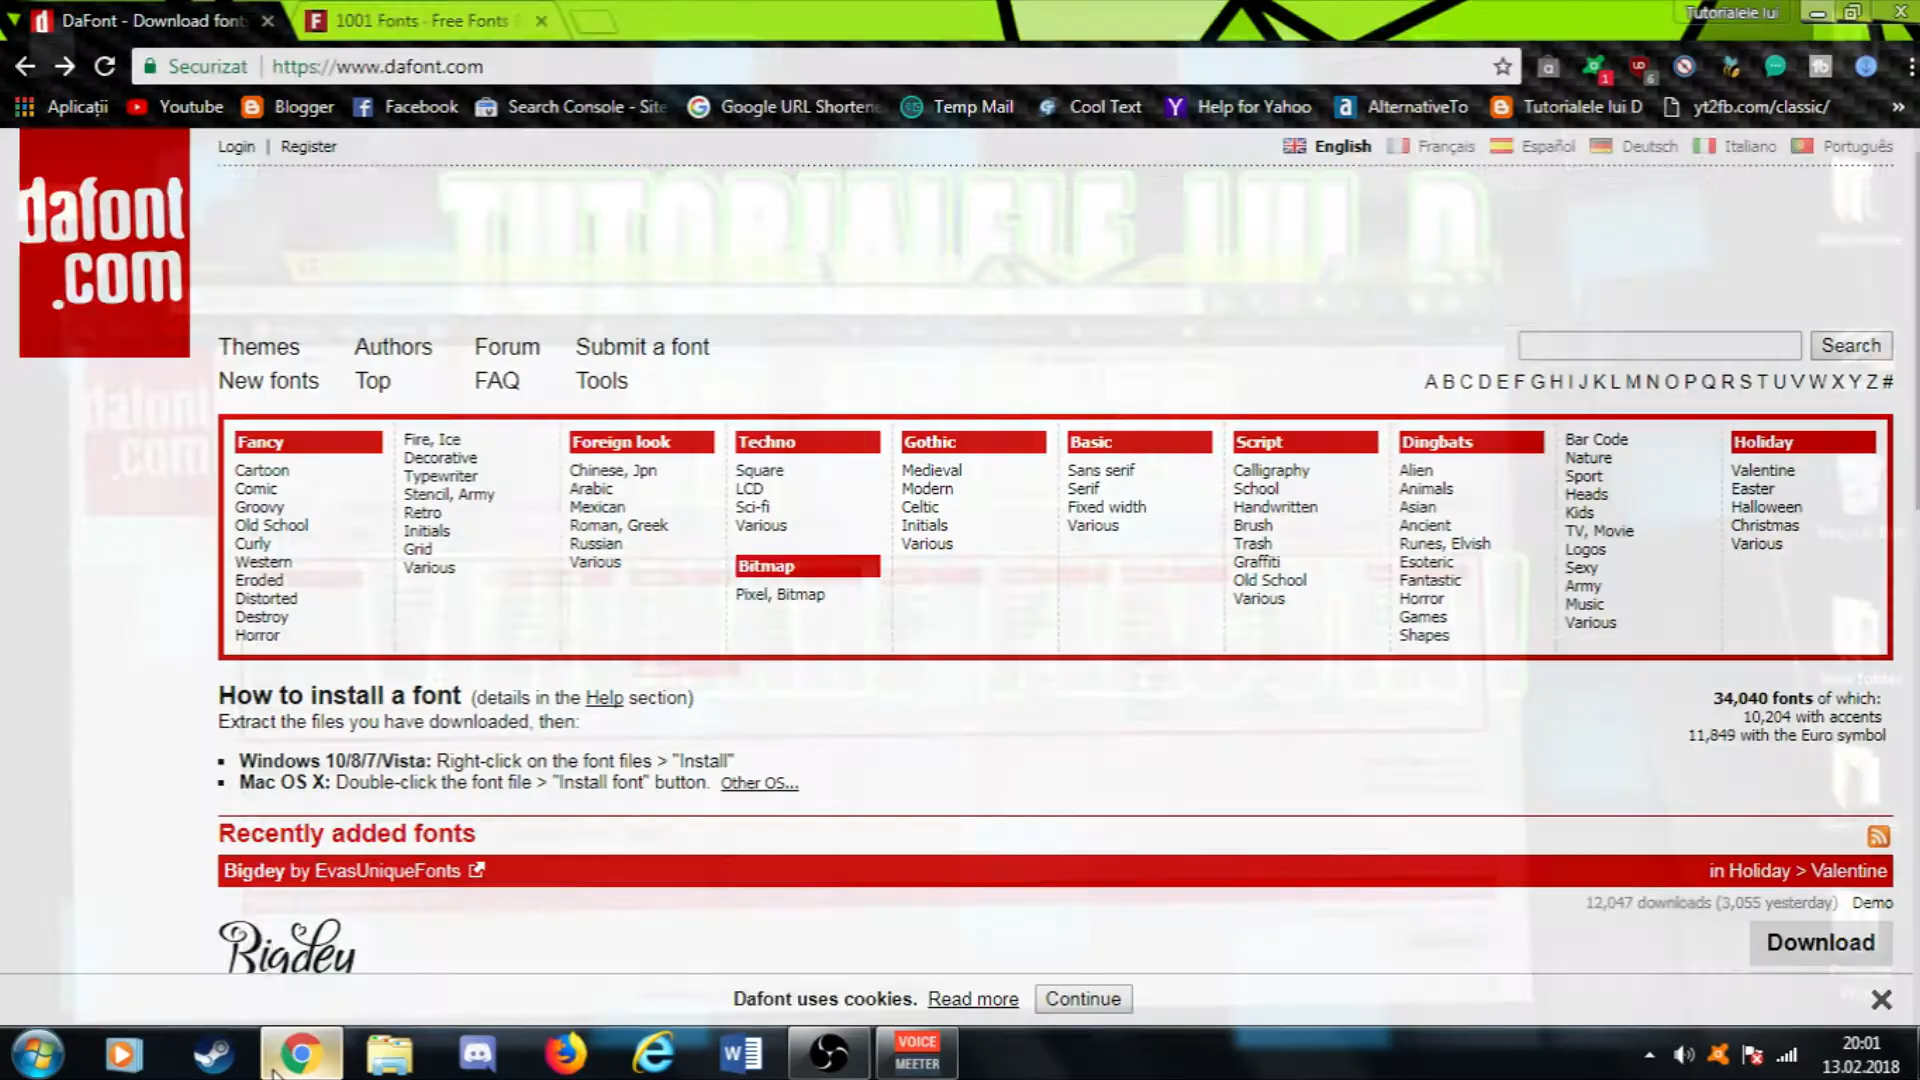 DaFont - Download font
1001 Fonts - Free Fonts
Tutorialele lui
Securizat
https://www.dafont.com
1
6
Aplicații
Youtube
Blogger
Facebook
Search Console - Site
Google URL Shortene
Temp Mail
Cool Text
Help for Yahoo
AlternativeTo
Tutorialele lui D
yt2fb.com/classic/
»
Login | Register
English
Français
Español
Deutsch
Italiano
Português
dafont
.com
TUTORIALELE LUI D
Themes
Authors
Forum
Submit a font
Search
New fonts
Top
FAQ
Tools
A B C D E F G H I J K L M N O P Q R S T U V W X Y Z #
Fancy
Cartoon
Comic
Groovy
Old School
Curly
Western
Eroded
Distorted
Destroy
Horror
Fire, Ice
Decorative
Typewriter
Stencil, Army
Retro
Initials
Grid
Various
Foreign look
Chinese, Jpn
Arabic
Mexican
Roman, Greek
Russian
Various
Techno
Square
LCD
Sci-fi
Various
Bitmap
Pixel, Bitmap
Gothic
Medieval
Modern
Celtic
Initials
Various
Basic
Sans serif
Serif
Fixed width
Various
Script
Calligraphy
School
Handwritten
Brush
Trash
Graffiti
Old School
Various
Dingbats
Alien
Animals
Asian
Ancient
Runes, Elvish
Esoteric
Fantastic
Horror
Games
Shapes
Bar Code
Nature
Sport
Heads
Kids
TV, Movie
Logos
Sexy
Army
Music
Various
Holiday
Valentine
Easter
Halloween
Christmas
Various
How to install a font (details in the Help section)
Extract the files you have downloaded, then:
Windows 10/8/7/Vista: Right-click on the font files > "Install"
Mac OS X: Double-click the font file > "Install font" button. Other OS...
34,040 fonts of which:
10,204 with accents
11,849 with the Euro symbol
Recently added fonts
Bigdey by EvasUniqueFonts
in Holiday > Valentine
12,047 downloads (3,055 yesterday) Demo
Bigdey
Download
Dafont uses cookies. Read more Continue
VOICE
MEETER
20:01
13.02.2018